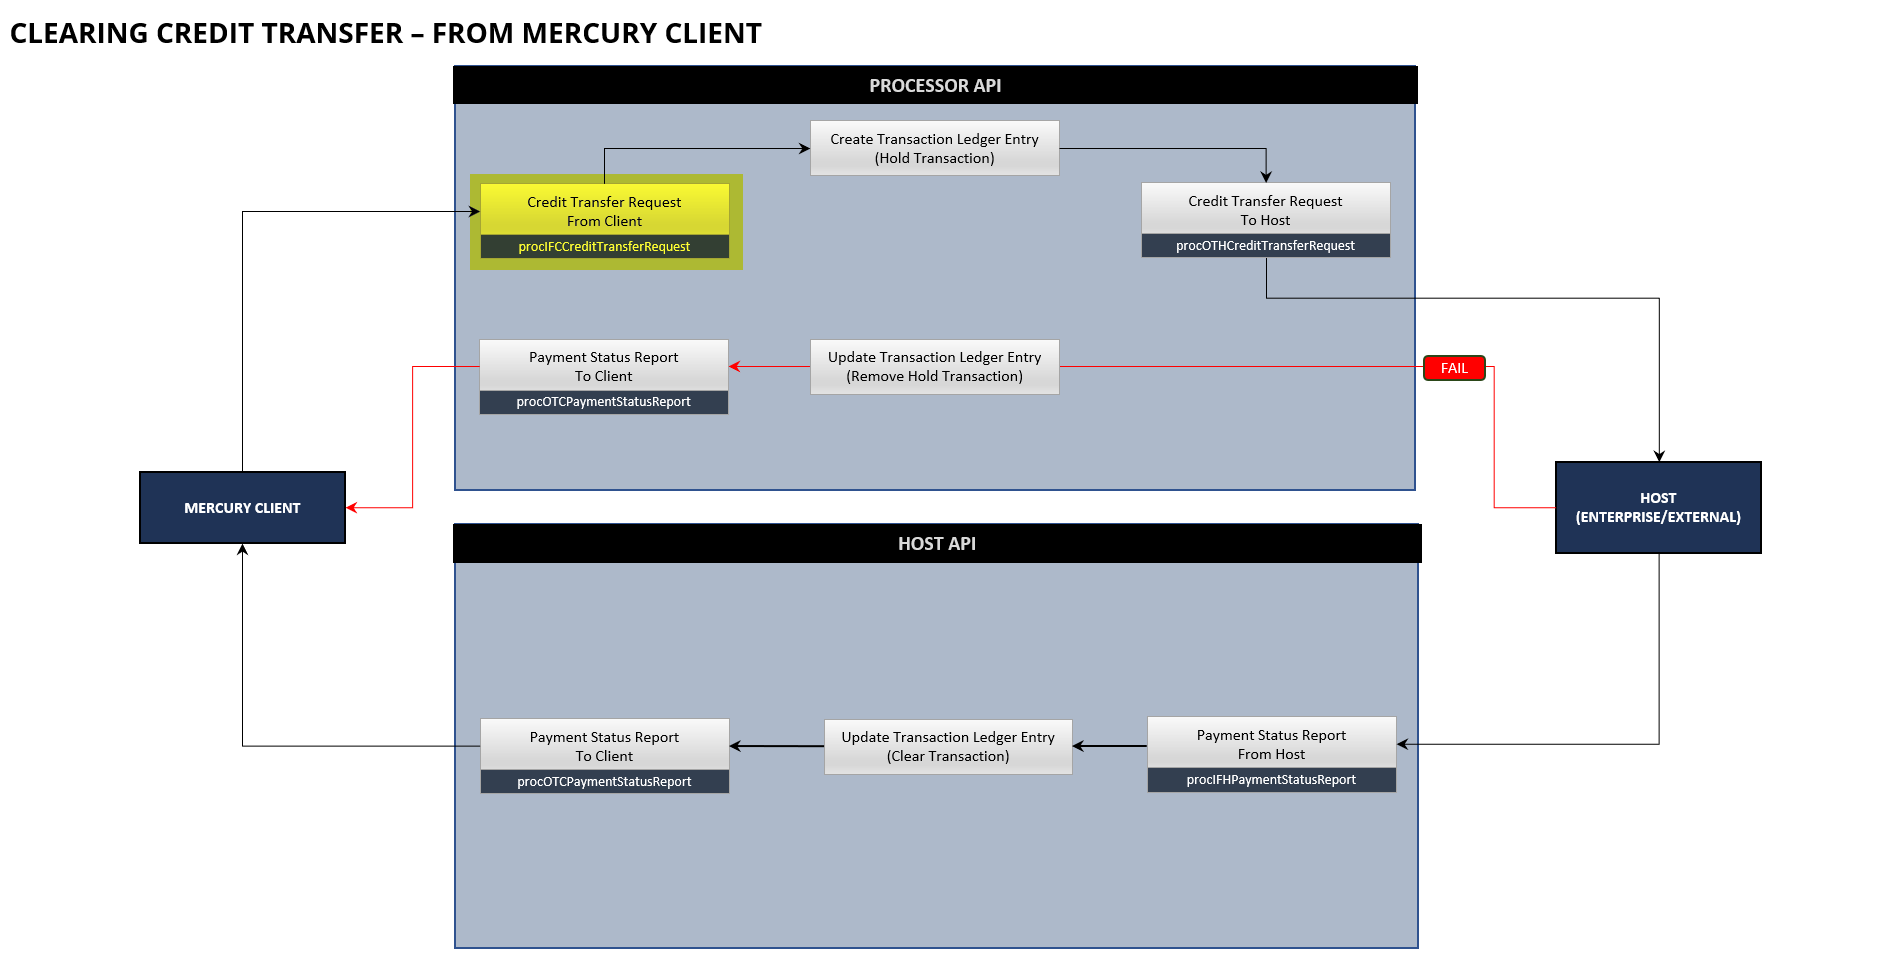 CLEARING CREDIT TRANSFER – FROM MERCURY CLIENT
PROCESSOR API
Create Transaction Ledger Entry
(Hold Transaction)
Credit Transfer Request
From Client
procIFCCreditTransferRequest
Credit Transfer Request
To Host
procOTHCreditTransferRequest
Payment Status Report
To Client
procOTCPaymentStatusReport
Update Transaction Ledger Entry
(Remove Hold Transaction)
FAIL
MERCURY CLIENT
HOST
(ENTERPRISE/EXTERNAL)
HOST API
Payment Status Report
To Client
procOTCPaymentStatusReport
Update Transaction Ledger Entry
(Clear Transaction)
Payment Status Report
From Host
procIFHPaymentStatusReport